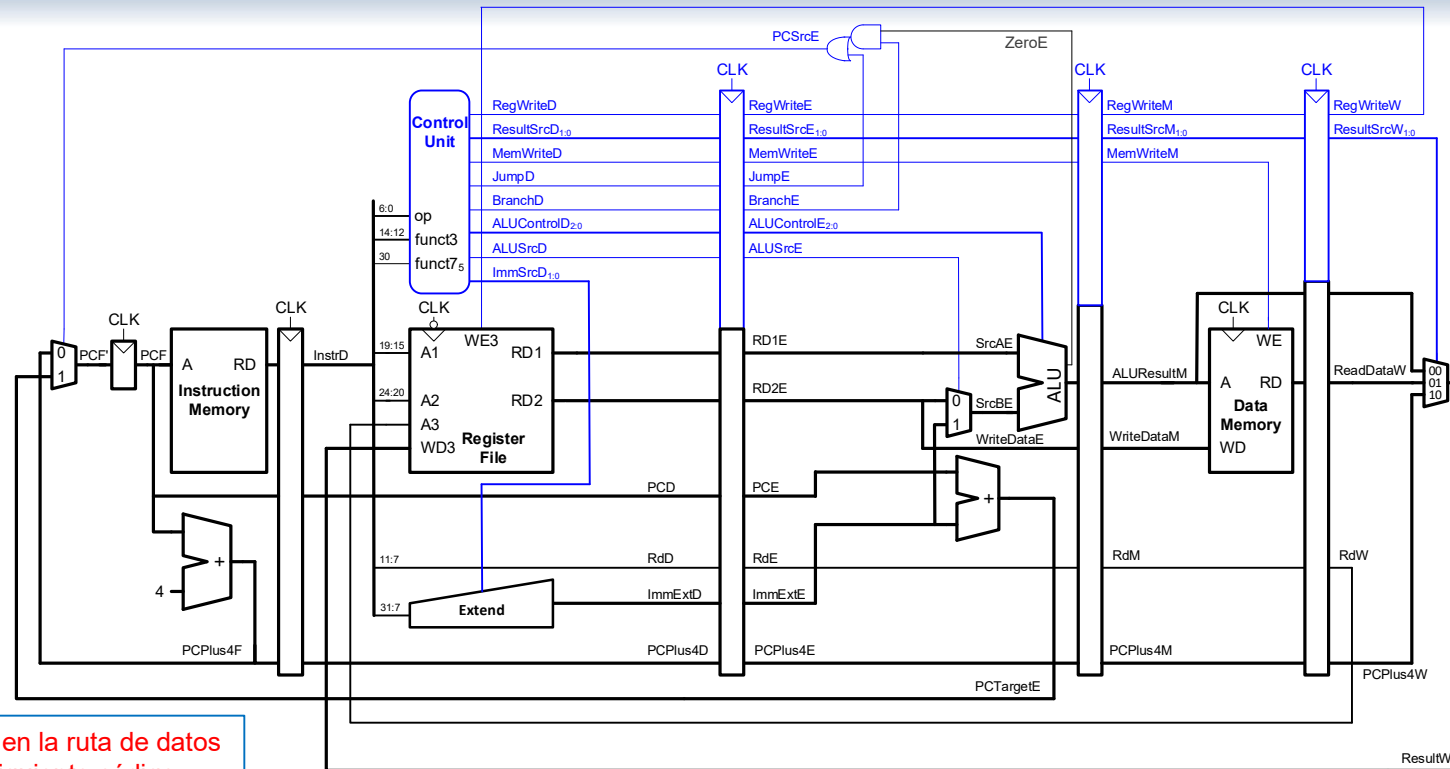 PCSrcE
ZeroE
CLK
CLK
CLK
Control
Unit
RegWriteD
RegWriteE
RegWriteM
RegWriteW
ResultSrcD1:0
ResultSrcE1:0
ResultSrcM1:0
ResultSrcW1:0
MemWriteD
MemWriteE
MemWriteM
JumpD
JumpE
BranchD
BranchE
6:0
op
ALUControlD2:0
ALUControlE2:0
14:12
funct3
ALUSrcD
ALUSrcE
30
funct75
ImmSrcD1:0
CLK
CLK
CLK
CLK
0
1
PCF'
PCF
A
RD
Instruction
Memory
InstrD
19:15
A1
WE3
RD1
RD1E
SrcAE
ALU
WE
ALUResultM
A
RD
ReadDataW
00
01
10
24:20
A2
RD2
RD2E
0
1
SrcBE
Data
Memory
A3
WD3
Register
File
WriteDataE
WriteDataM
WD
PCD
PCE
+
+
4
11:7
RdD
RdE
RdM
RdW
31:7
Extend
ImmExtD
ImmExtE
PCPlus4F
PCPlus4D
PCPlus4E
PCPlus4M
PCPlus4W
PCTargetE
en la ruta de datos
ResultW